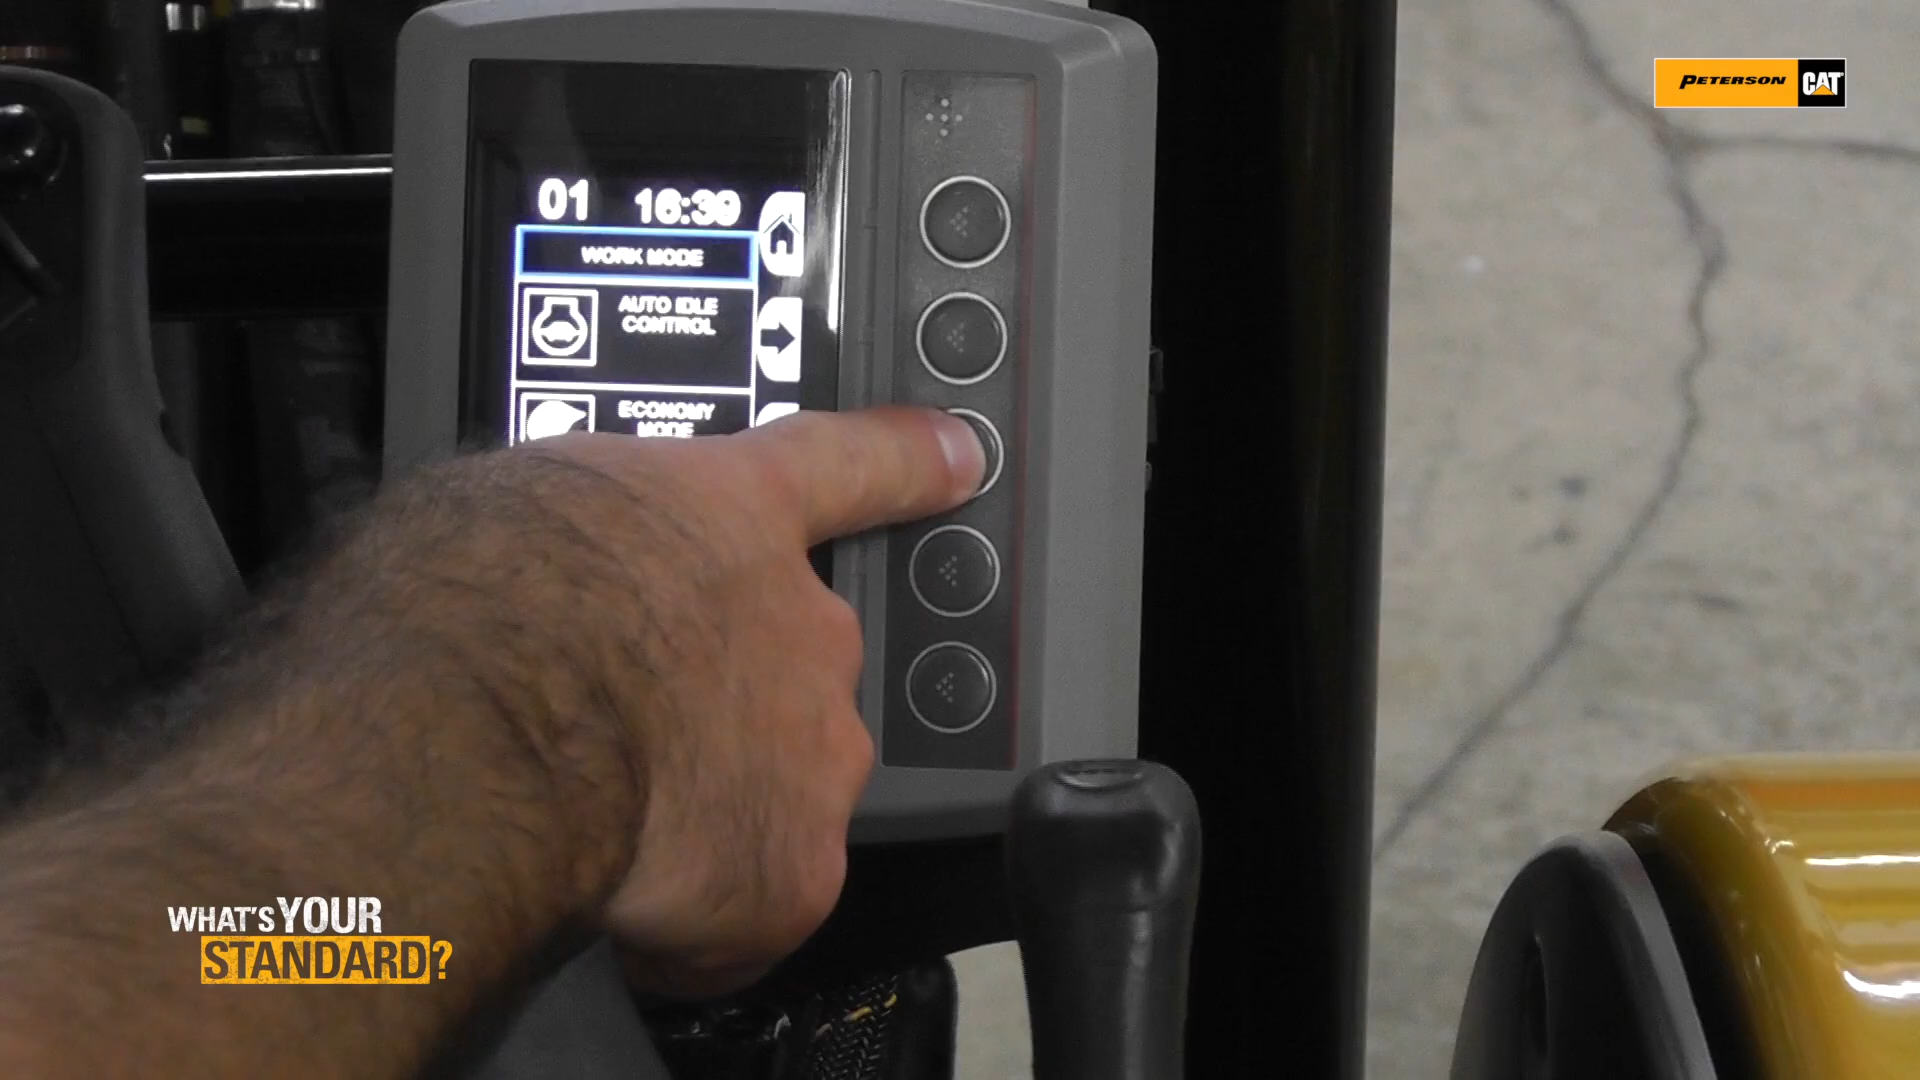 PETERSON CAT
01 16:39
WORK MODE
AUTO IDLE
CONTROL
ECONOMY
MODE
WHAT'S YOUR
STANDARD?